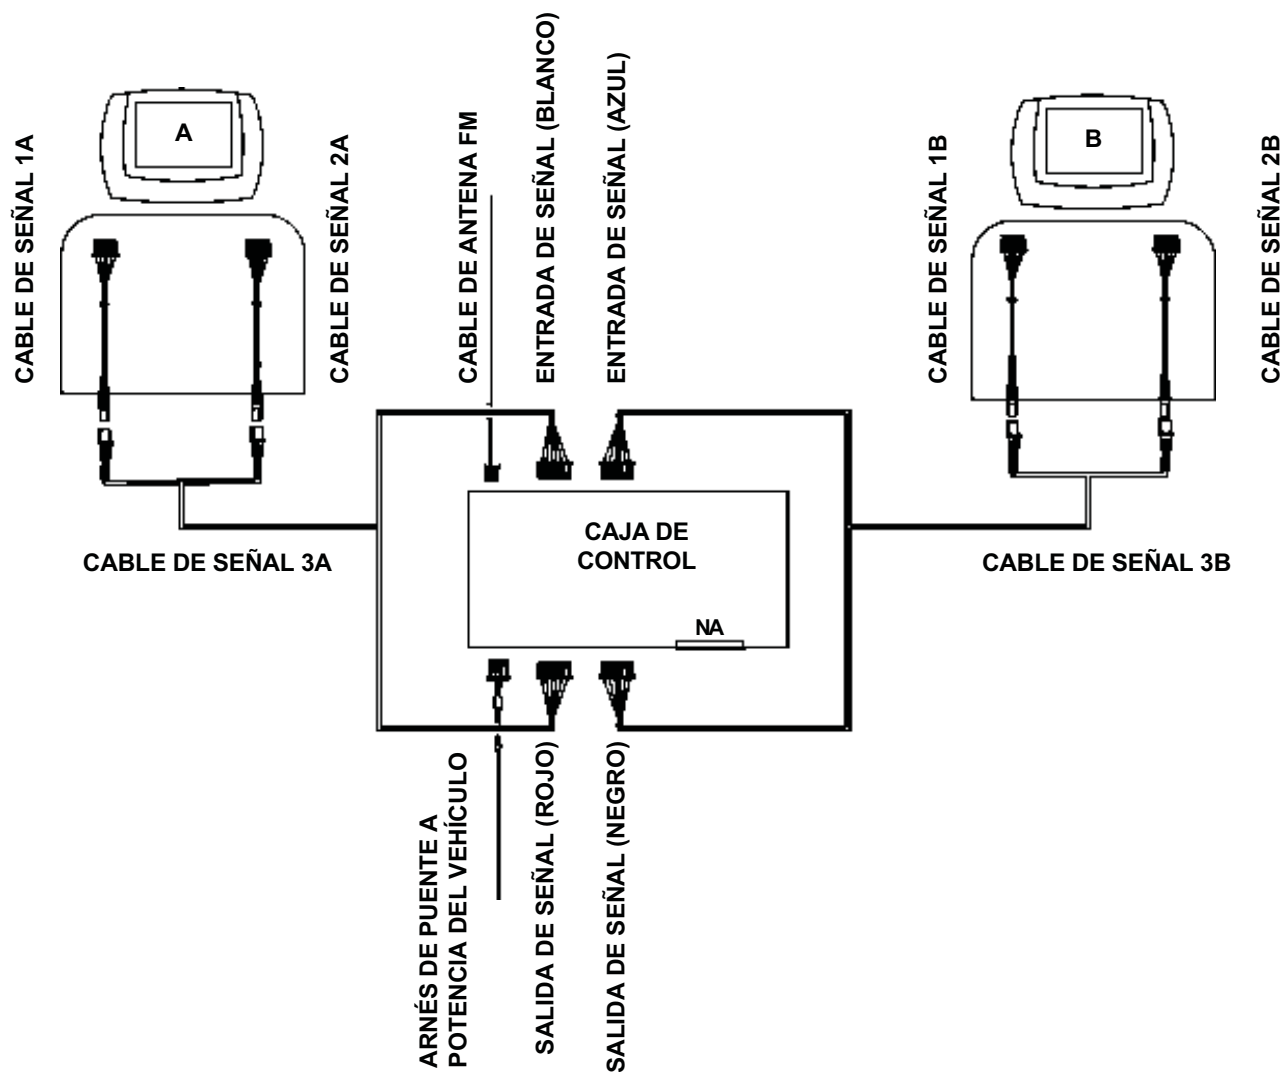 CABLE DE SEÑAL 1A
A
CABLE DE SEÑAL 2A
CABLE DE ANTENA FM
ENTRADA DE SEÑAL (BLANCO)
ENTRADA DE SEÑAL (AZUL)
CABLE DE SEÑAL 1B
B
CABLE DE SEÑAL 2B
CABLE DE SEÑAL 3A
CAJA DE
CONTROL
NA
CABLE DE SEÑAL 3B
ARNÉS DE PUENTE A
POTENCIA DEL VEHÍCULO
SALIDA DE SEÑAL (ROJO)
SALIDA DE SEÑAL (NEGRO)